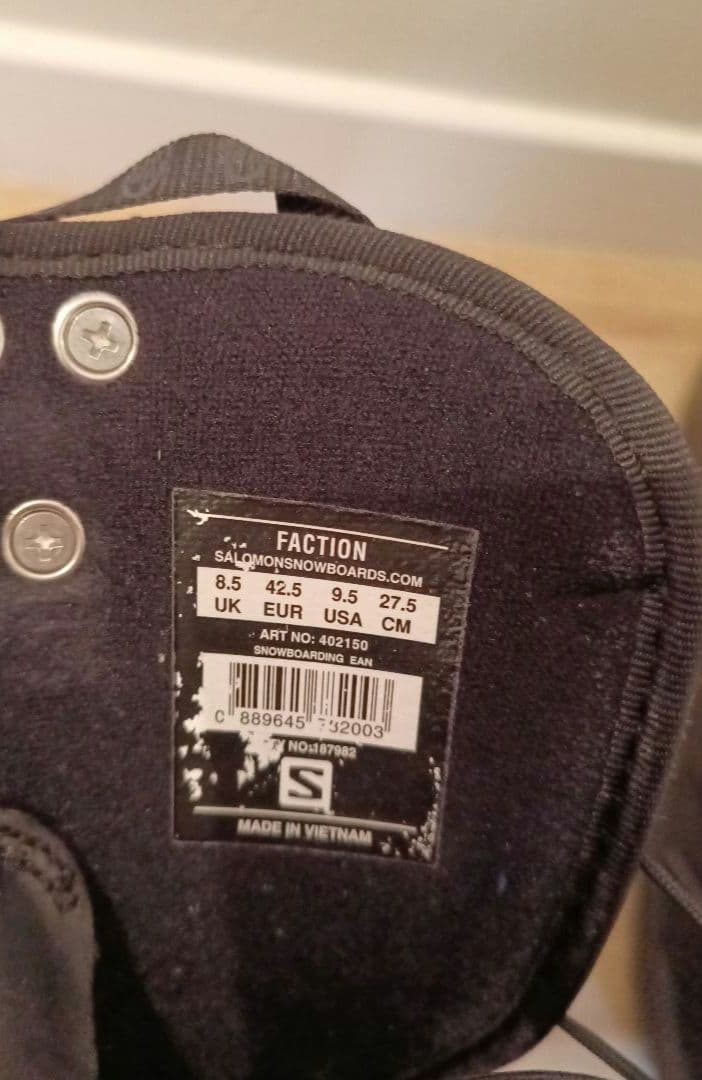 FACTION
SALOMONSNOWBOARDS.COM
8.5 42.5 9.5 27.5
UK EUR USA CM
ART NO: 402150
SNOWBOARDING EAN
889645 32003
NO:187982
S
MADE IN VIETNAM